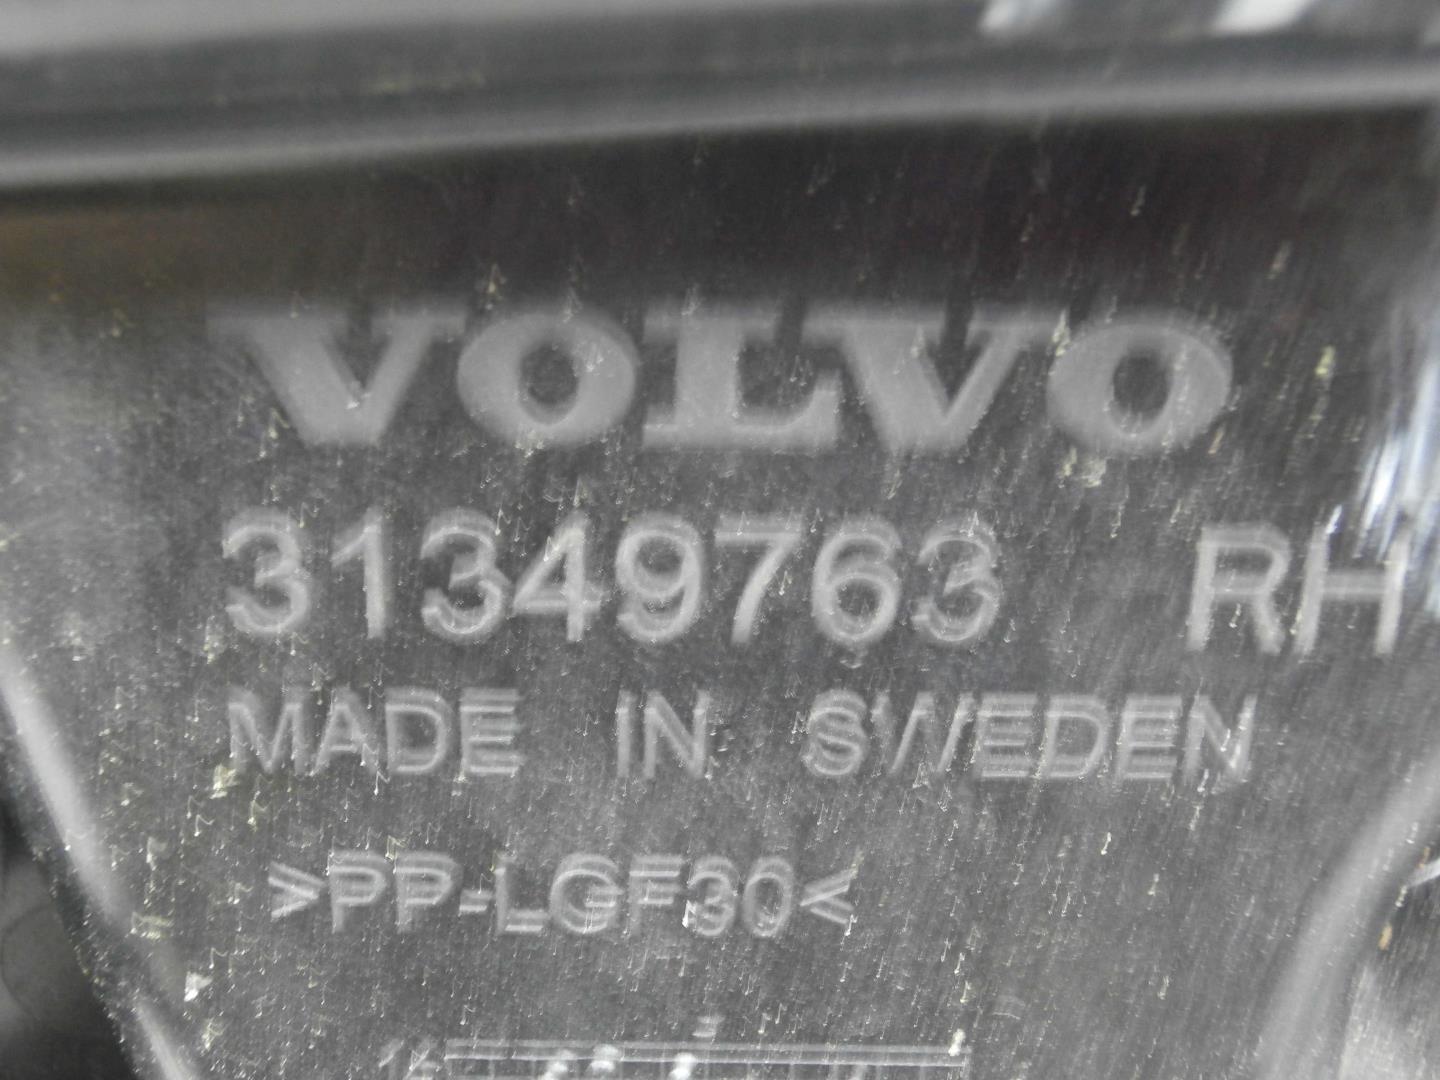 VOLVO
31349763 RH
MADE IN SWEDEN
>PP-LGF30<